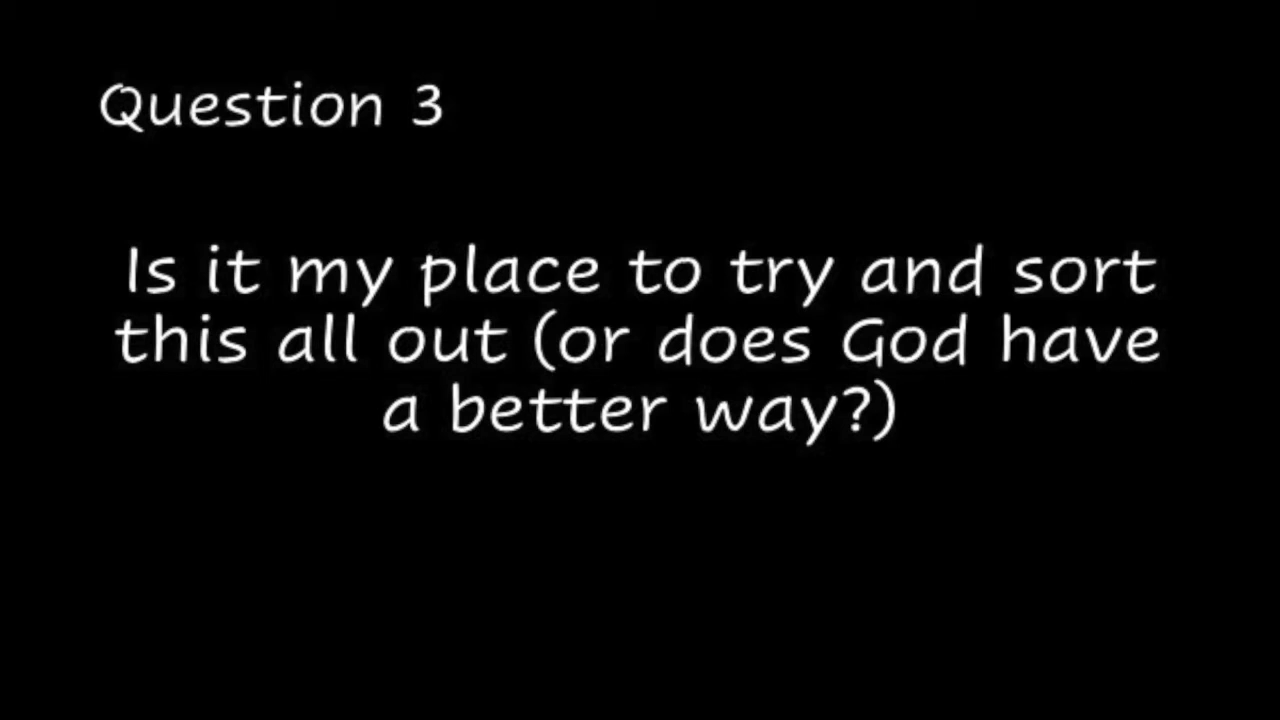 Question 3
Is it my place to try and sort
this all out (or does God have
a better way?)